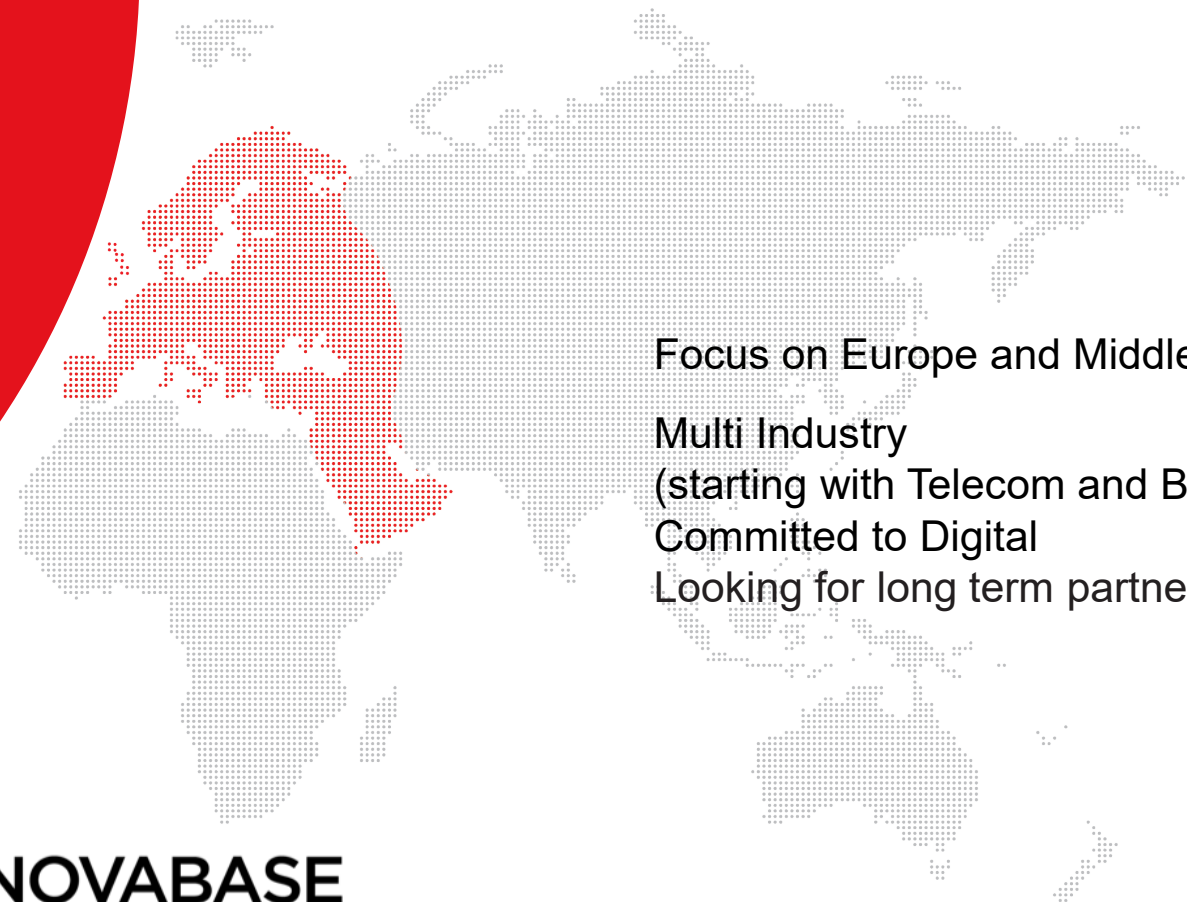 Focus on Europe and Middle
Multi Industry
(starting with Telecom and B
Committed to Digital
Looking for long term partne
NOVABASE